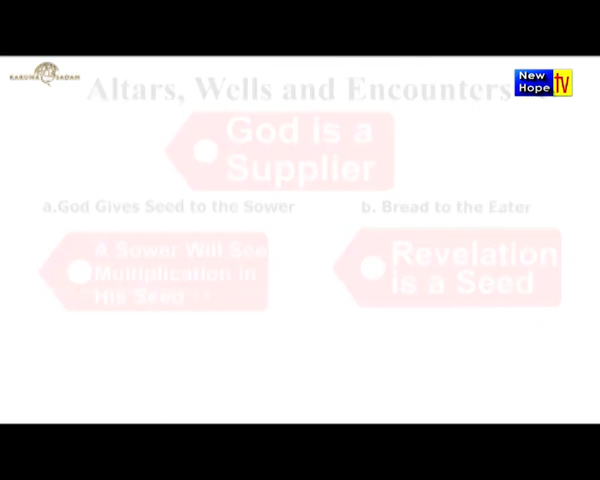 KARUNA SADAN
New
Hope TV
Altars, Wells and Encounters
God is a
Supplier
a.God Gives Seed to the Sower
b. Bread to the Eater
A Sower Will See
Multiplication in
His Seed
Revelation
is a Seed